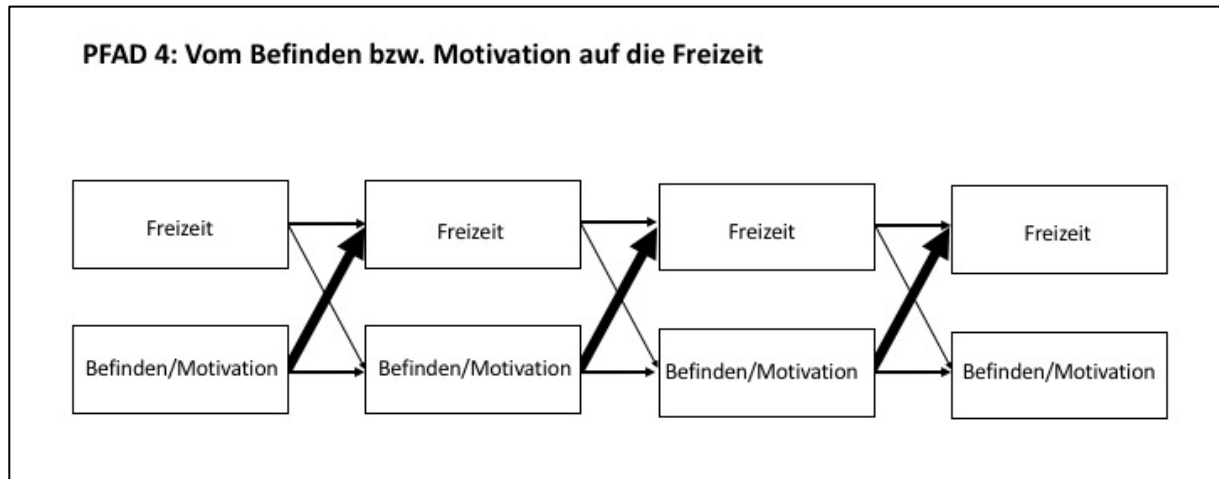 PFAD 4: Vom Befinden bzw. Motivation auf die Freizeit
Freizeit
Freizeit
Freizeit
Freizeit
Befinden/Motivation
Befinden/Motivation
Befinden/Motivation
Befinden/Motivation